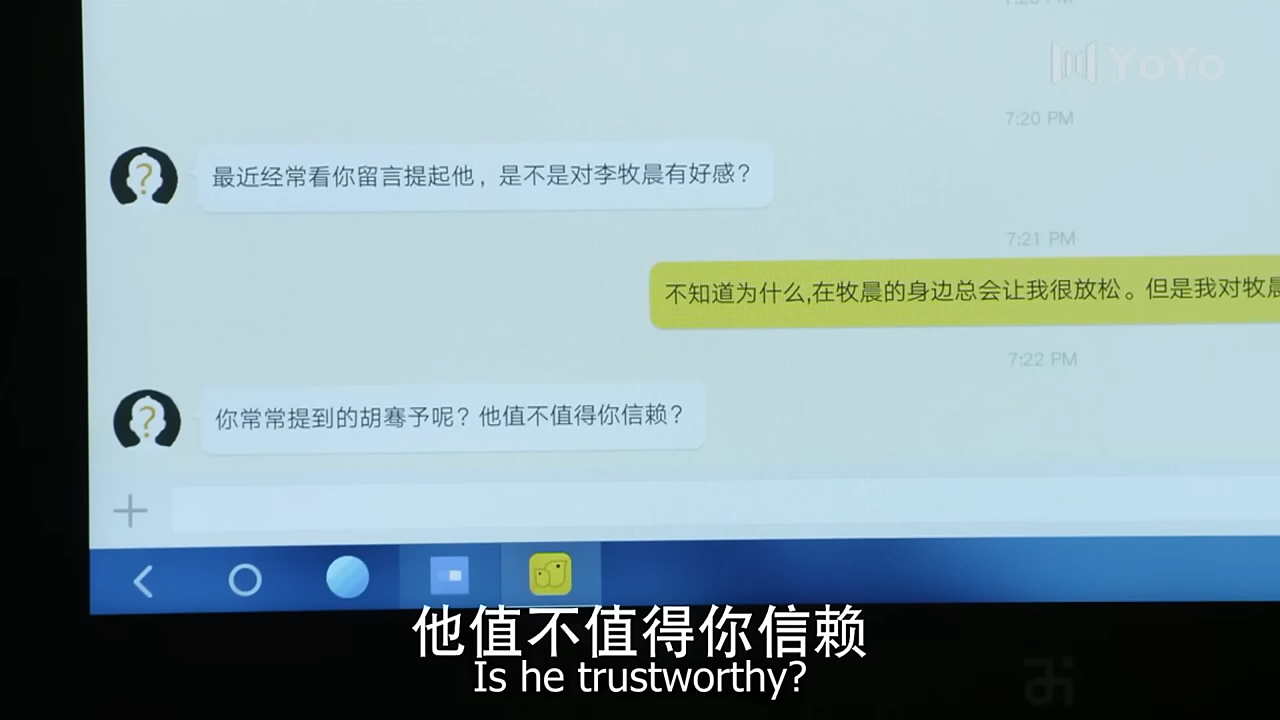 YoYo
7:20 PM
最近经常看你留言提起他，是不是对李牧晨有好感？
7:21 PM
不知道为什么,在牧晨的身边总会让我很放松。但是我对牧晨
7:22 PM
你常常提到的胡骞予呢？他值不值得你信赖？
他值不值得你信赖
Is he trustworthy?